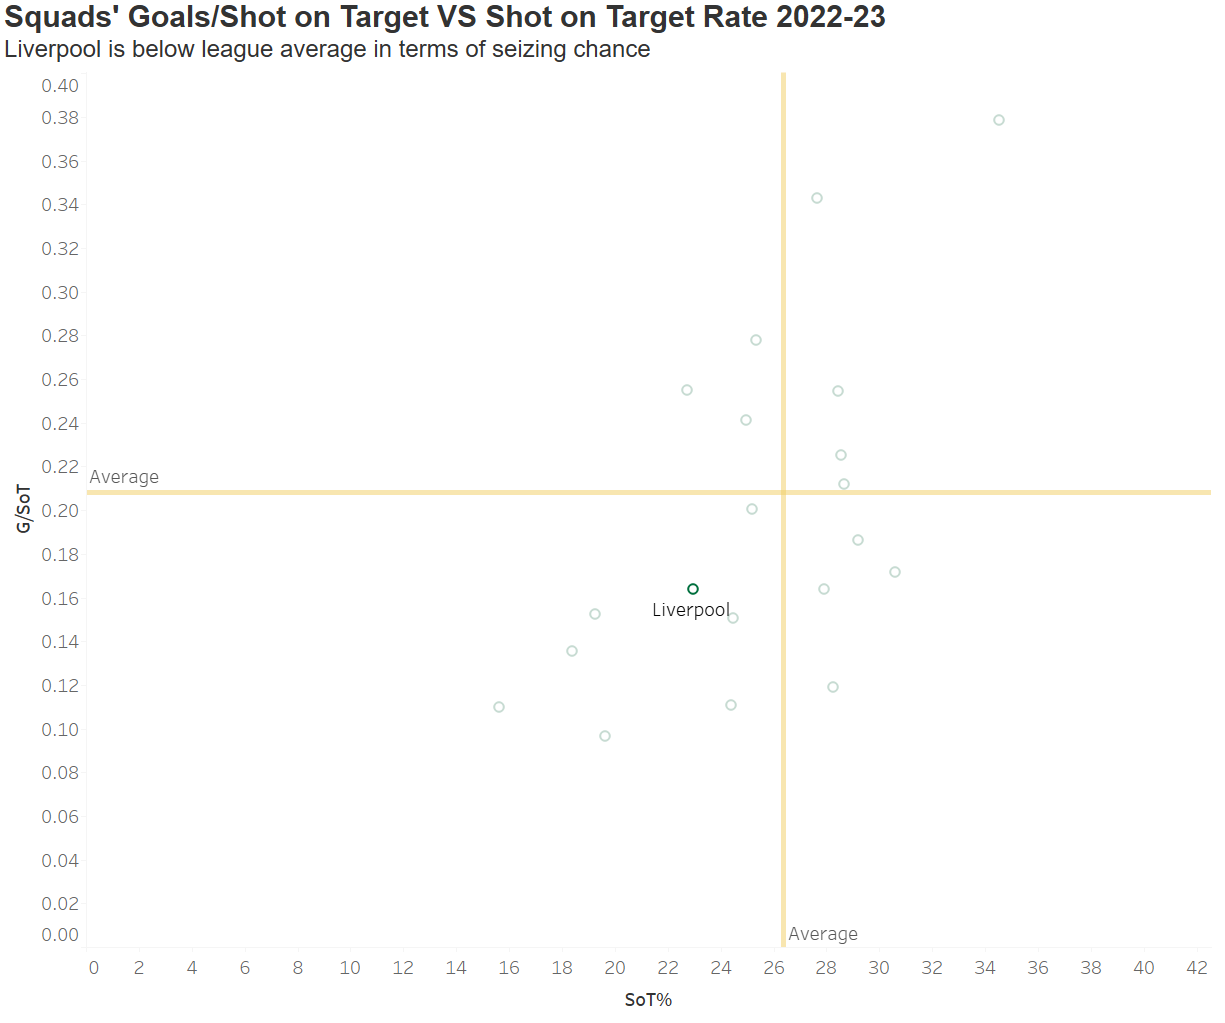 Squads' Goals/Shot on Target VS Shot on Target Rate 2022-23
Liverpool is below league average in terms of seizing chance
0.40
0.38
0.36
0.34
0.32
0.30
0.28
0.26
0.24
0.22
Average
G/SoT
0.20
0.18
0.16
Liverpool
0.14
0.12
0.10
0.08
0.06
0.04
0.02
0.00
Average
0 2 4 6 8 10 12 14 16 18 20 22 24 26 28 30 32 34 36 38 40 42
SoT%